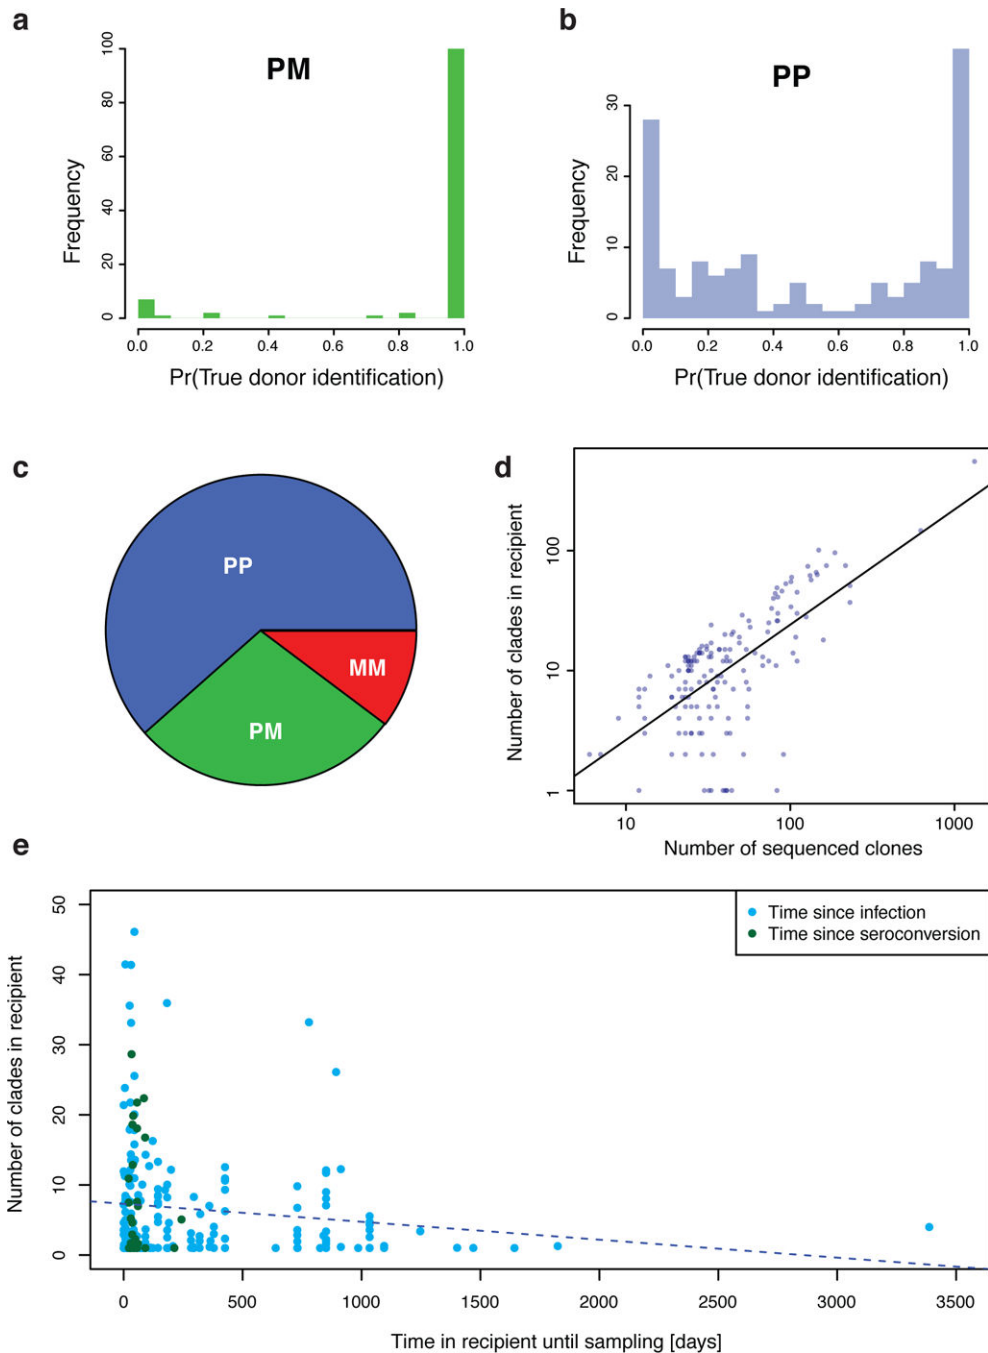 a
PM
Frequency
100
80
60
40
20
0
0.0 0.2 0.4 0.6 0.8 1.0
Pr(True donor identification)
b
PP
Frequency
30
20
10
0
0.0 0.2 0.4 0.6 0.8 1.0
Pr(True donor identification)
c
PP
MM
PM
d
Number of clades in recipient
100
10
1
10 100 1000
Number of sequenced clones
e
Number of clades in recipient
50
40
30
20
10
0
Time since infection
Time since seroconversion
0 500 1000 1500 2000 2500 3000 3500
Time in recipient until sampling [days]